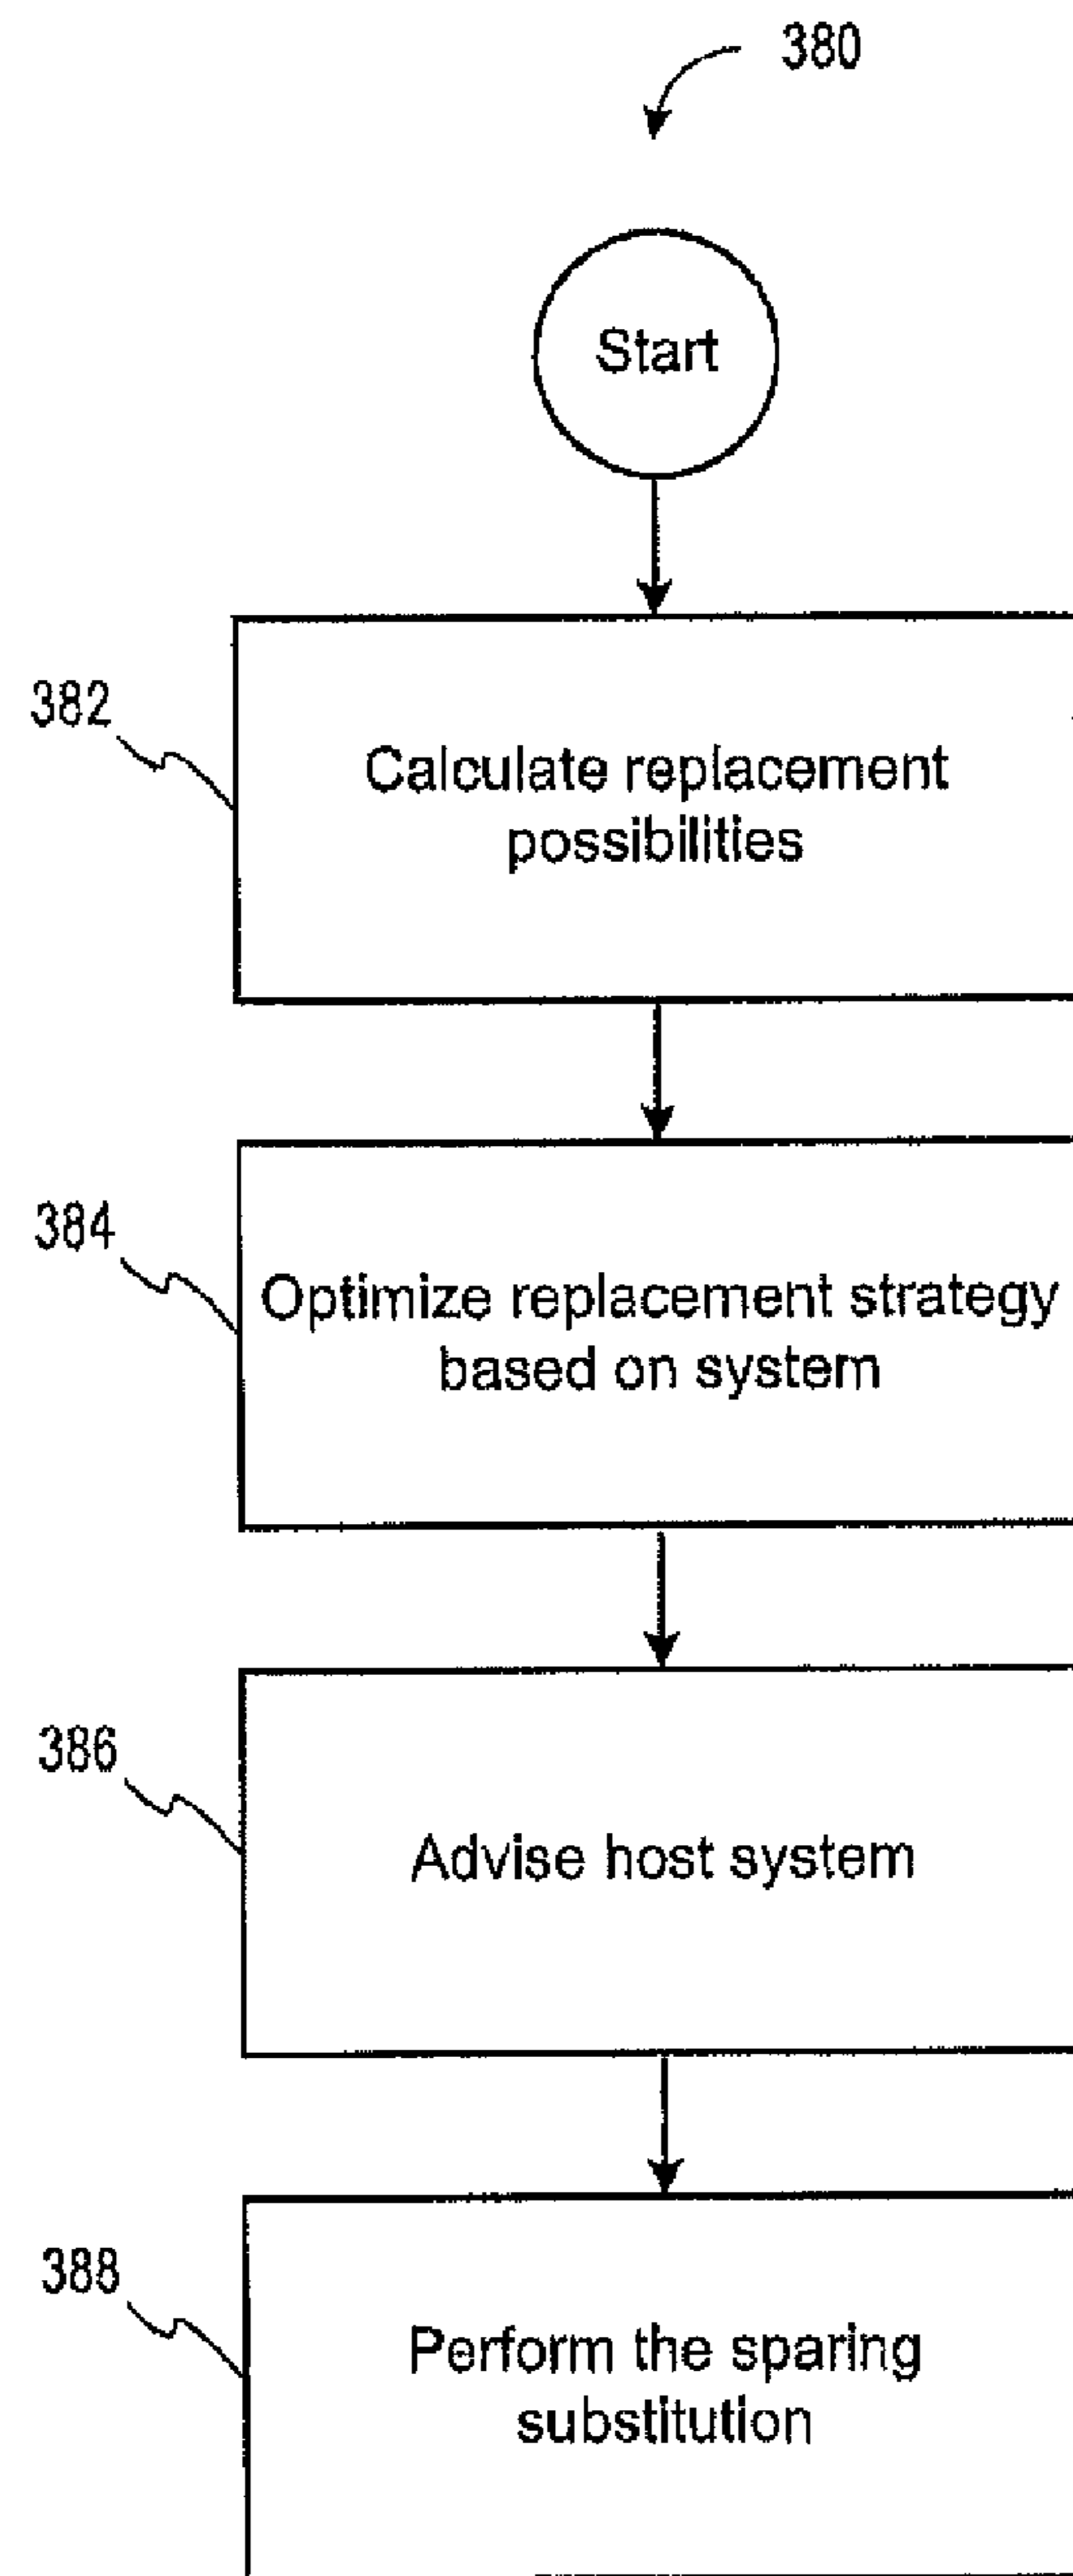 380
Start
382
Calculate replacement
possibilities
384
Optimize replacement strategy
based on system
386
Advise host system
388
Perform the sparing
substitution